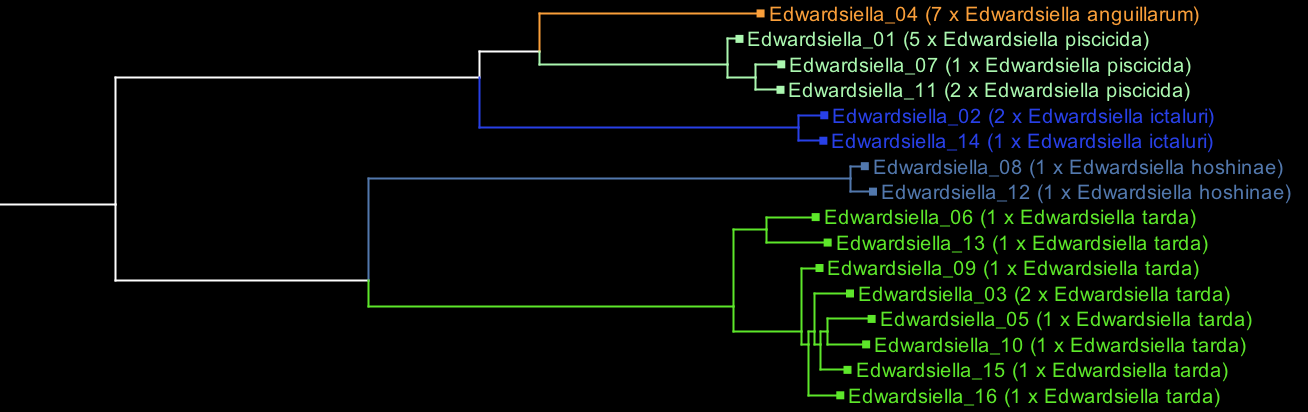 Edwardsiella_04 (7 x Edwardsiella anguillarum)
Edwardsiella_01 (5 x Edwardsiella piscicida)
Edwardsiella_07 (1 x Edwardsiella piscicida)
Edwardsiella_11 (2 x Edwardsiella piscicida)
Edwardsiella_02 (2 x Edwardsiella ictaluri)
Edwardsiella_14 (1 x Edwardsiella ictaluri)
Edwardsiella_08 (1 x Edwardsiella hoshinae)
Edwardsiella_12 (1 x Edwardsiella hoshinae)
Edwardsiella_06 (1 x Edwardsiella tarda)
Edwardsiella_13 (1 x Edwardsiella tarda)
Edwardsiella_09 (1 x Edwardsiella tarda)
Edwardsiella_03 (2 x Edwardsiella tarda)
Edwardsiella_05 (1 x Edwardsiella tarda)
Edwardsiella_10 (1 x Edwardsiella tarda)
Edwardsiella_15 (1 x Edwardsiella tarda)
Edwardsiella_16 (1 x Edwardsiella tarda)